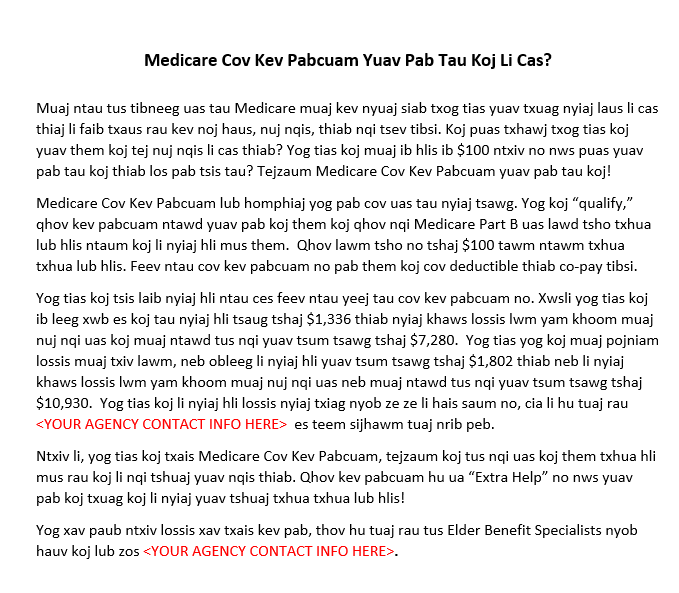 Medicare Cov Kev Pabcuam Yuav Pab Tau Koj Li Cas?
Muaj ntau tus tibneeg uas tau Medicare muaj kev nyuaj siab txog tias yuav txuag nyiaj laus li cas
thiaj li faib txaus rau kev noj haus, nuj nqis, thiab nqi tsev tibsi. Koj puas txhawj txog tias koj
yuav them koj tej nuj nqis li cas thiab? Yog tias koj muaj ib hlis ib $100 ntxiv no nws puas yuav
pab tau koj thiab los pab tsis tau? Tejzaum Medicare Cov Kev Pabcuam yuav pab tau koj!
Medicare Cov Kev Pabcuam lub homphiaj yog pab cov uas tau nyiaj tsawg. Yog koj “qualify,”
qhov kev pabcuam ntawd yuav pab koj them koj qhov nqi Medicare Part B uas lawd tsho txhua
lub hlis ntaum koj li nyiaj hli mus them.  Qhov lawm tsho no tshaj $100 tawm ntawm txhua
txhua lub hlis. Feev ntau cov kev pabcuam no pab them koj cov deductible thiab co-pay tibsi.
Yog tias koj tsis laib nyiaj hli ntau ces feev ntau yeej tau cov kev pabcuam no. Xwsli yog tias koj
ib leeg xwb es koj tau nyiaj hli tsaug tshaj $1,336 thiab nyiaj khaws lossis lwm yam khoom muaj
nuj nqi uas koj muaj ntawd tus nqi yuav tsum tsawg tshaj $7,280.  Yog tias yog koj muaj pojniam
lossis muaj txiv lawm, neb obleeg li nyiaj hli yuav tsum tsawg tshaj $1,802 thiab neb li nyiaj
khaws lossis lwm yam khoom muaj nuj nqi uas neb muaj ntawd tus nqi yuav tsum tsawg tshaj
$10,930.  Yog tias koj li nyiaj hli lossis nyiaj txiag nyob ze ze li hais saum no, cia li hu tuaj rau
<YOUR AGENCY CONTACT INFO HERE>  es teem sijhawm tuaj nrib peb.
Ntxiv li, yog tias koj txais Medicare Cov Kev Pabcuam, tejzaum koj tus nqi uas koj them txhua hli
mus rau koj li nqi tshuaj yuav nqis thiab. Qhov kev pabcuam hu ua “Extra Help” no nws yuav
pab koj txuag koj li nyiaj yuav tshuaj txhua txhua lub hlis!
Yog xav paub ntxiv lossis xav txais kev pab, thov hu tuaj rau tus Elder Benefit Specialists nyob
hauv koj lub zos <YOUR AGENCY CONTACT INFO HERE>.